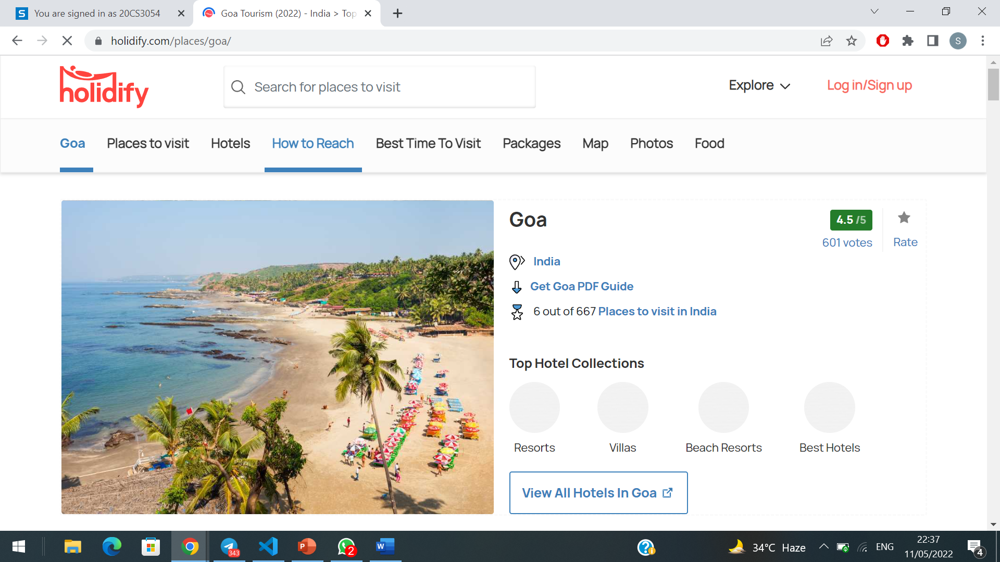 You are signed in as 20CS3054
Goa Tourism (2022) - India > Top
holidify.com/places/goa/
S
holidify
Search for places to visit
Explore
Log in/Sign up
Goa
Places to visit
Hotels
How to Reach
Best Time To Visit
Packages
Map
Photos
Food
Goa
4.5 /5
601 votes
Rate
India
Get Goa PDF Guide
6 out of 667 Places to visit in India
Top Hotel Collections
Resorts
Villas
Beach Resorts
Best Hotels
View All Hotels In Goa
343
P
2
W
34°C Haze
ENG
22:37
11/05/2022
4